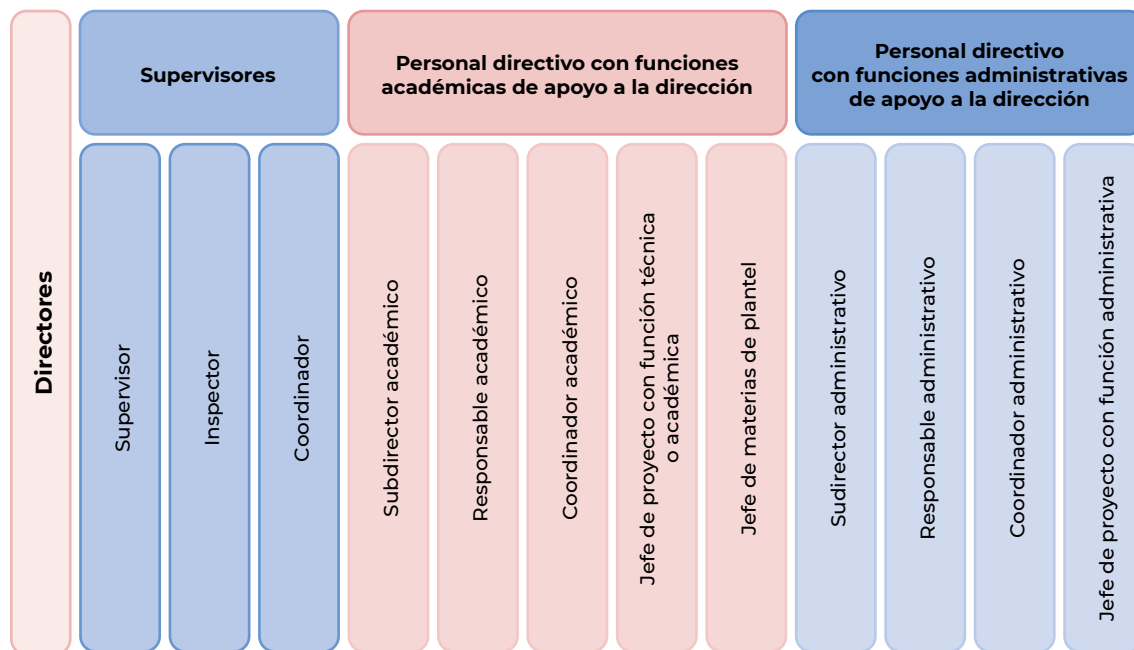 Directores
Supervisores
Supervisor
Inspector
Coordinador
Personal directivo con funciones
académicas de apoyo a la dirección
Subdirector académico
Responsable académico
Coordinador académico
Jefe de proyecto con función técnica
o académica
Jefe de materias de plantel
Personal directivo
con funciones administrativas
de apoyo a la dirección
Sudirector administrativo
Responsable administrativo
Coordinador administrativo
Jefe de proyecto con función administrativa